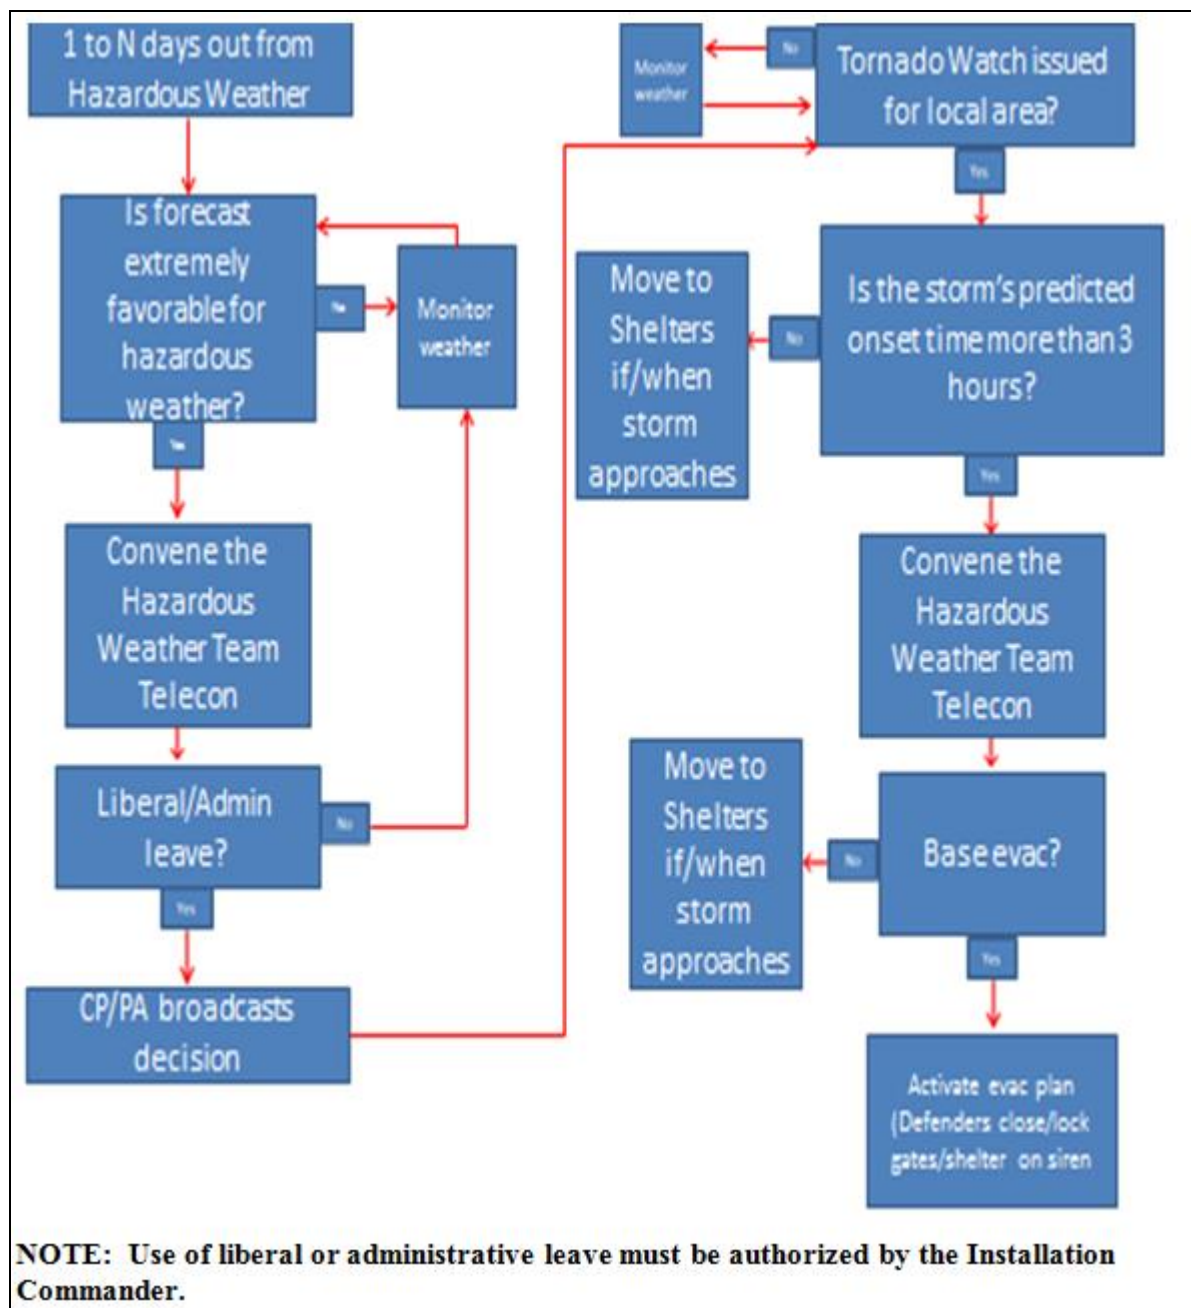 1 to N days out from
Hazardous Weather
Is forecast
extremely
favorable for
hazardous
weather?
Yes
Monitor
weather
Yes
Convene the
Hazardous
Weather Team
Telecon
Liberal/Admin
leave?
No
Yes
CP/PA broadcasts
decision
Monitor
weather
No
Tornado Watch issued
for local area?
Yes
Is the storm's predicted
onset time more than 3
hours?
No
Move to
Shelters
if/when
storm
approaches
Yes
Convene the
Hazardous
Weather Team
Telecon
Base evac?
No
Move to
Shelters
if/when
storm
approaches
Yes
Activate evac plan
(Defenders close/lock
gates/shelter on siren
NOTE: Use of liberal or administrative leave must be authorized by the Installation
Commander.